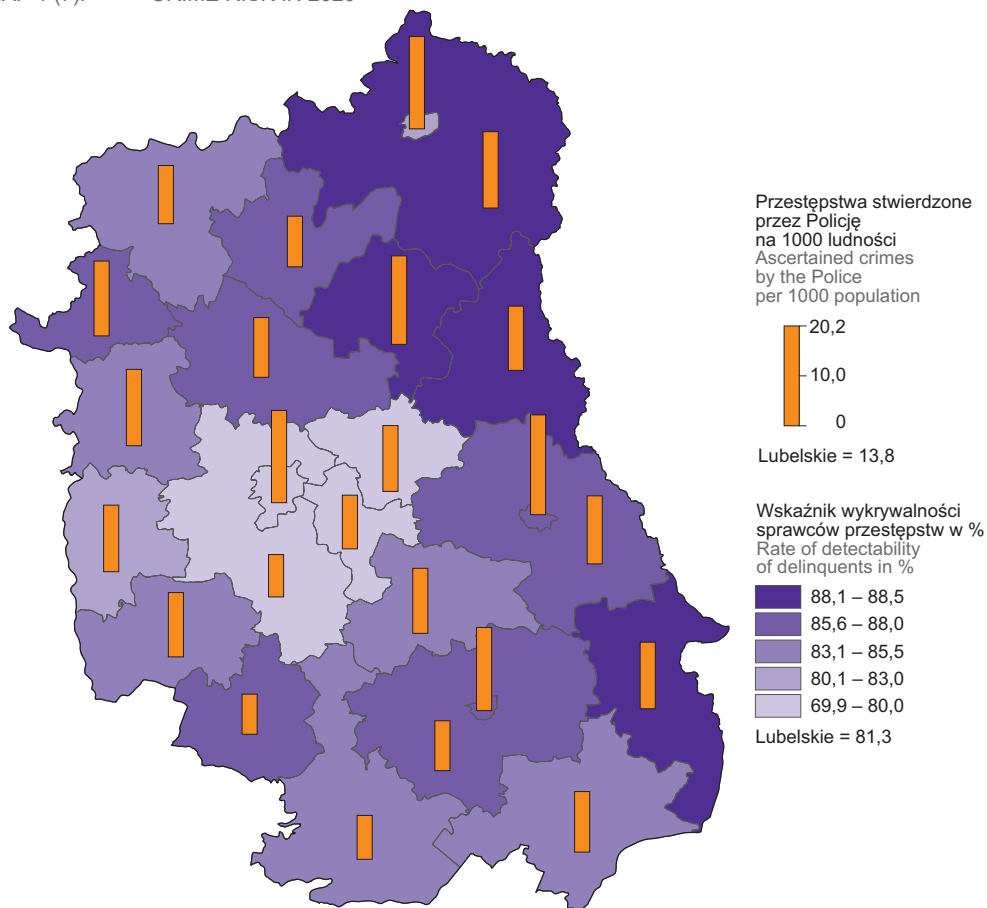 Przestępstwa stwierdzone
przez Policję
na 1000 ludności
Ascertained crimes
by the Police
per 1000 population
20,2
10,0
0
Lubelskie = 13,8
Wskaźnik wykrywalności
sprawców przestępstw w %
Rate of detectability
of delinquents in %
88,1 – 88,5
85,6 – 88,0
83,1 – 85,5
80,1 – 83,0
69,9 – 80,0
Lubelskie = 81,3